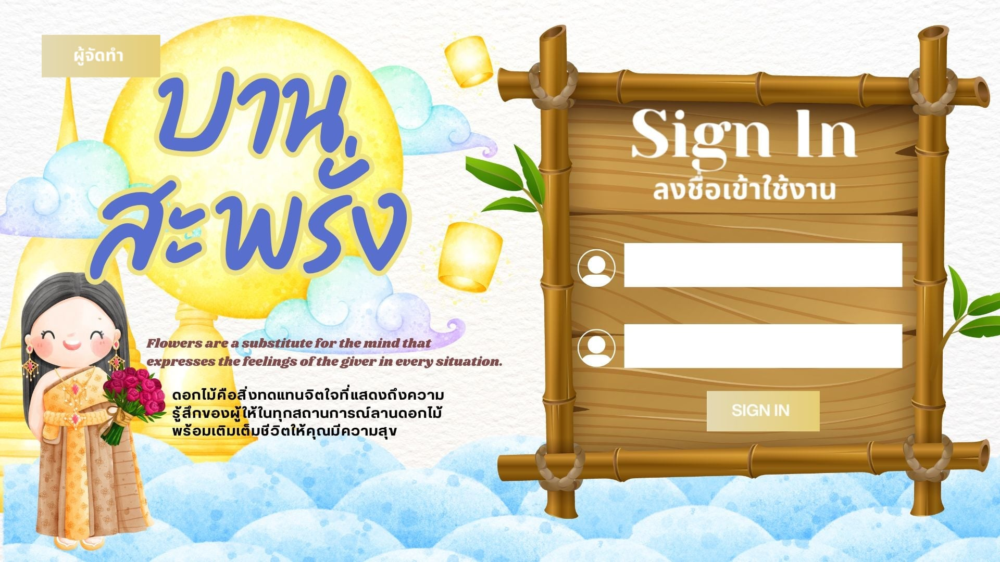 ผู้จัดทำ
บาน
สะพรั่ง
Flowers are a substitute for the mind that
expresses the feelings of the giver in every situation.
ดอกไม้คือสิ่งทดแทนจิตใจที่แสดงถึงความ
รู้สึกของผู้ให้ในทุกสถานการณ์ลานดอกไม้
พร้อมเติมเต็มชีวิตให้คุณมีความสุข
Sign In
ลงชื่อเข้าใช้งาน
SIGN IN